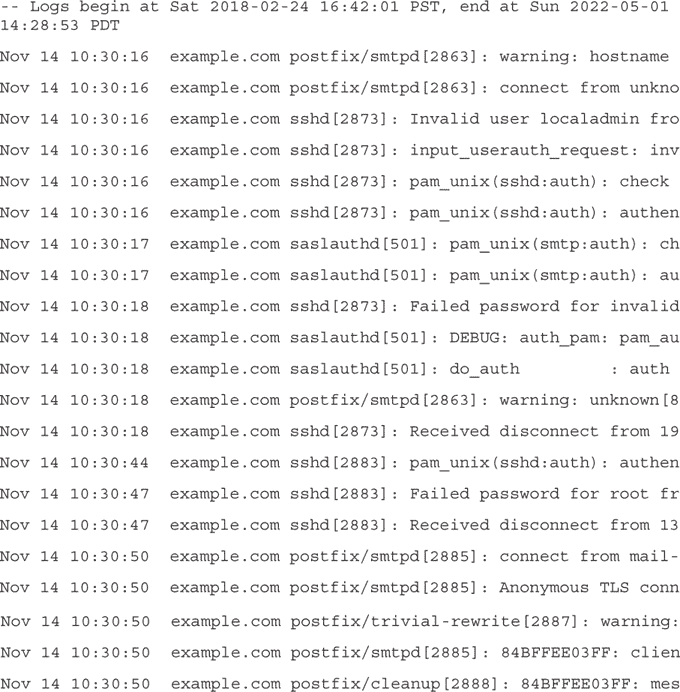 -- Logs begin at Sat 2018-02-24 16:42:01 PST, end at Sun 2022-05-01
14:28:53 PDT
Nov 14 10:30:16  example.com postfix/smtpd[2863]: warning: hostname
Nov 14 10:30:16  example.com postfix/smtpd[2863]: connect from unkno
Nov 14 10:30:16  example.com sshd[2873]: Invalid user localadmin fro
Nov 14 10:30:16  example.com sshd[2873]: input_userauth_request: inv
Nov 14 10:30:16  example.com sshd[2873]: pam_unix(sshd:auth): check
Nov 14 10:30:16  example.com sshd[2873]: pam_unix(sshd:auth): authen
Nov 14 10:30:17  example.com saslauthd[501]: pam_unix(smtp:auth): ch
Nov 14 10:30:17  example.com saslauthd[501]: pam_unix(smtp:auth): au
Nov 14 10:30:18  example.com sshd[2873]: Failed password for invalid
Nov 14 10:30:18  example.com saslauthd[501]: DEBUG: auth_pam: pam_au
Nov 14 10:30:18  example.com saslauthd[501]: do_auth         : auth
Nov 14 10:30:18  example.com postfix/smtpd[2863]: warning: unknown[8
Nov 14 10:30:18  example.com sshd[2873]: Received disconnect from 19
Nov 14 10:30:44  example.com sshd[2883]: pam_unix(sshd:auth): authen
Nov 14 10:30:47  example.com sshd[2883]: Failed password for root fr
Nov 14 10:30:47  example.com sshd[2883]: Received disconnect from 13
Nov 14 10:30:50  example.com postfix/smtpd[2885]: connect from mail-
Nov 14 10:30:50  example.com postfix/smtpd[2885]: Anonymous TLS conn
Nov 14 10:30:50  example.com postfix/trivial-rewrite[2887]: warning:
Nov 14 10:30:50  example.com postfix/smtpd[2885]: 84BFFEE03FF: clien
Nov 14 10:30:50  example.com postfix/cleanup[2888]: 84BFFEE03FF: mes